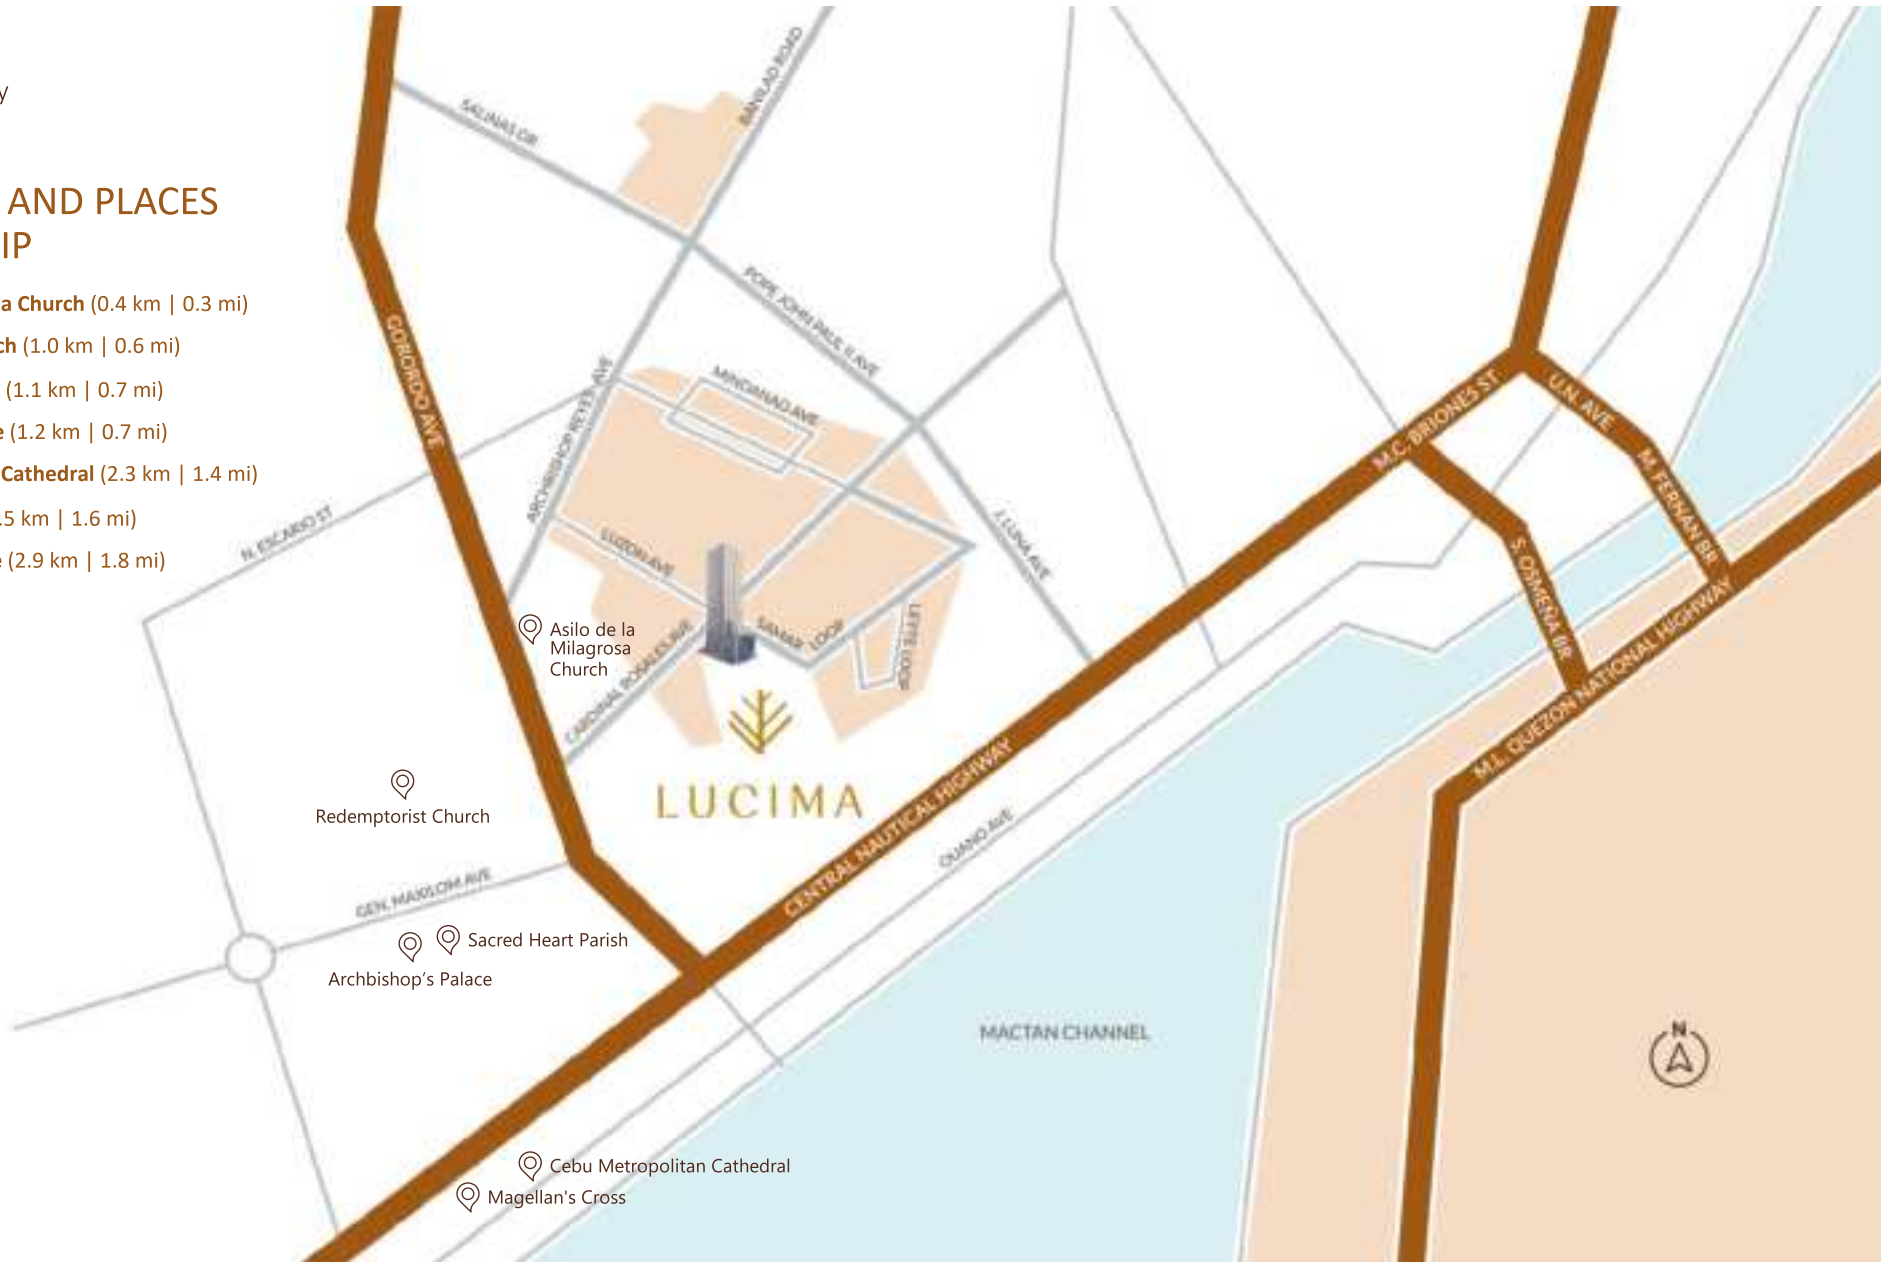 y
AND PLACES
IP
a Church (0.4 km | 0.3 mi)
ch (1.0 km | 0.6 mi)
(1.1 km | 0.7 mi)
e (1.2 km | 0.7 mi)
Cathedral (2.3 km | 1.4 mi)
.5 km | 1.6 mi)
e (2.9 km | 1.8 mi)
SALINAS DR
BANILAD ROAD
POPE JOHN PAUL II AVE
GORORDO AVE
ARCHBISHOP REYES AVE
MINDANAO AVE
N. ESCARIO ST
LUZON AVE
J. LUNA AVE
M.C. BRIONES ST
U.N. AVE
M. FERNAN BR
S. OSMEÑA BR
M.L. QUEZON NATIONAL HIGHWAY
Asilo de la
Milagrosa
Church
CARDINAL ROSALES AVE
SAMAR LOOP
LEYTE LOOP
LUCIMA
Redemptorist Church
CENTRAL NAUTICAL HIGHWAY
OUANO AVE
GEN. MAXILOM AVE
Sacred Heart Parish
Archbishop’s Palace
MACTAN CHANNEL
N
Cebu Metropolitan Cathedral
Magellan's Cross